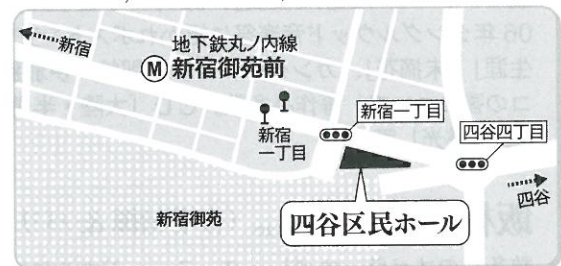 新宿
地下鉄丸ノ内線
Ⓜ新宿御苑前
新宿一丁目
新宿
一丁目
四谷四丁目
四谷
新宿御苑
四谷区民ホール